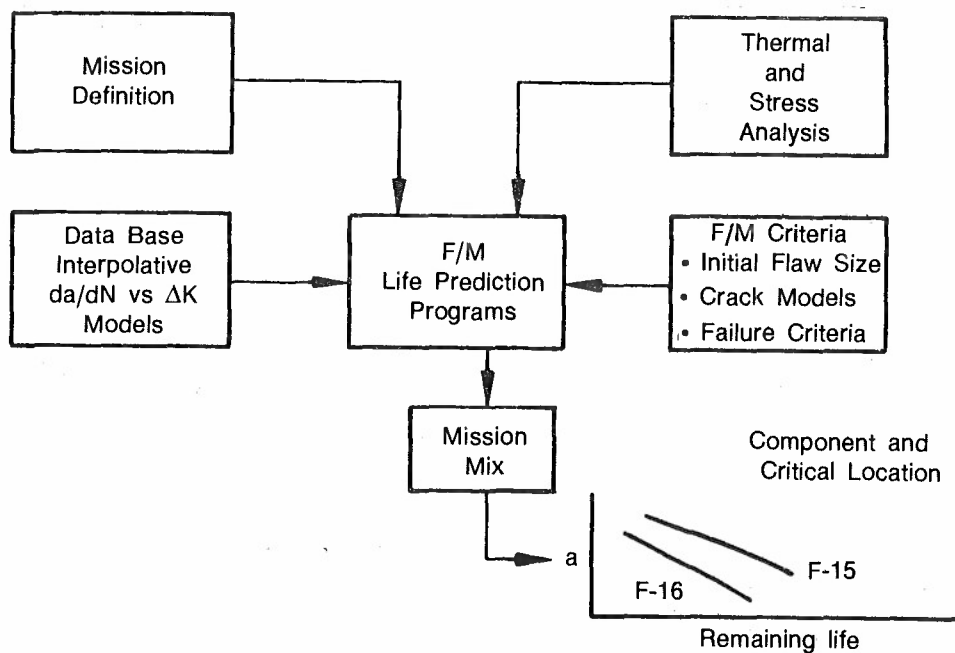 Mission
Definition
Thermal
and
Stress
Analysis
Data Base
Interpolative
da/dN vs ΔK
Models
F/M
Life Prediction
Programs
F/M Criteria
• Initial Flaw Size
• Crack Models
• Failure Criteria
Mission
Mix
Component and
Critical Location
a
F-15
F-16
Remaining life